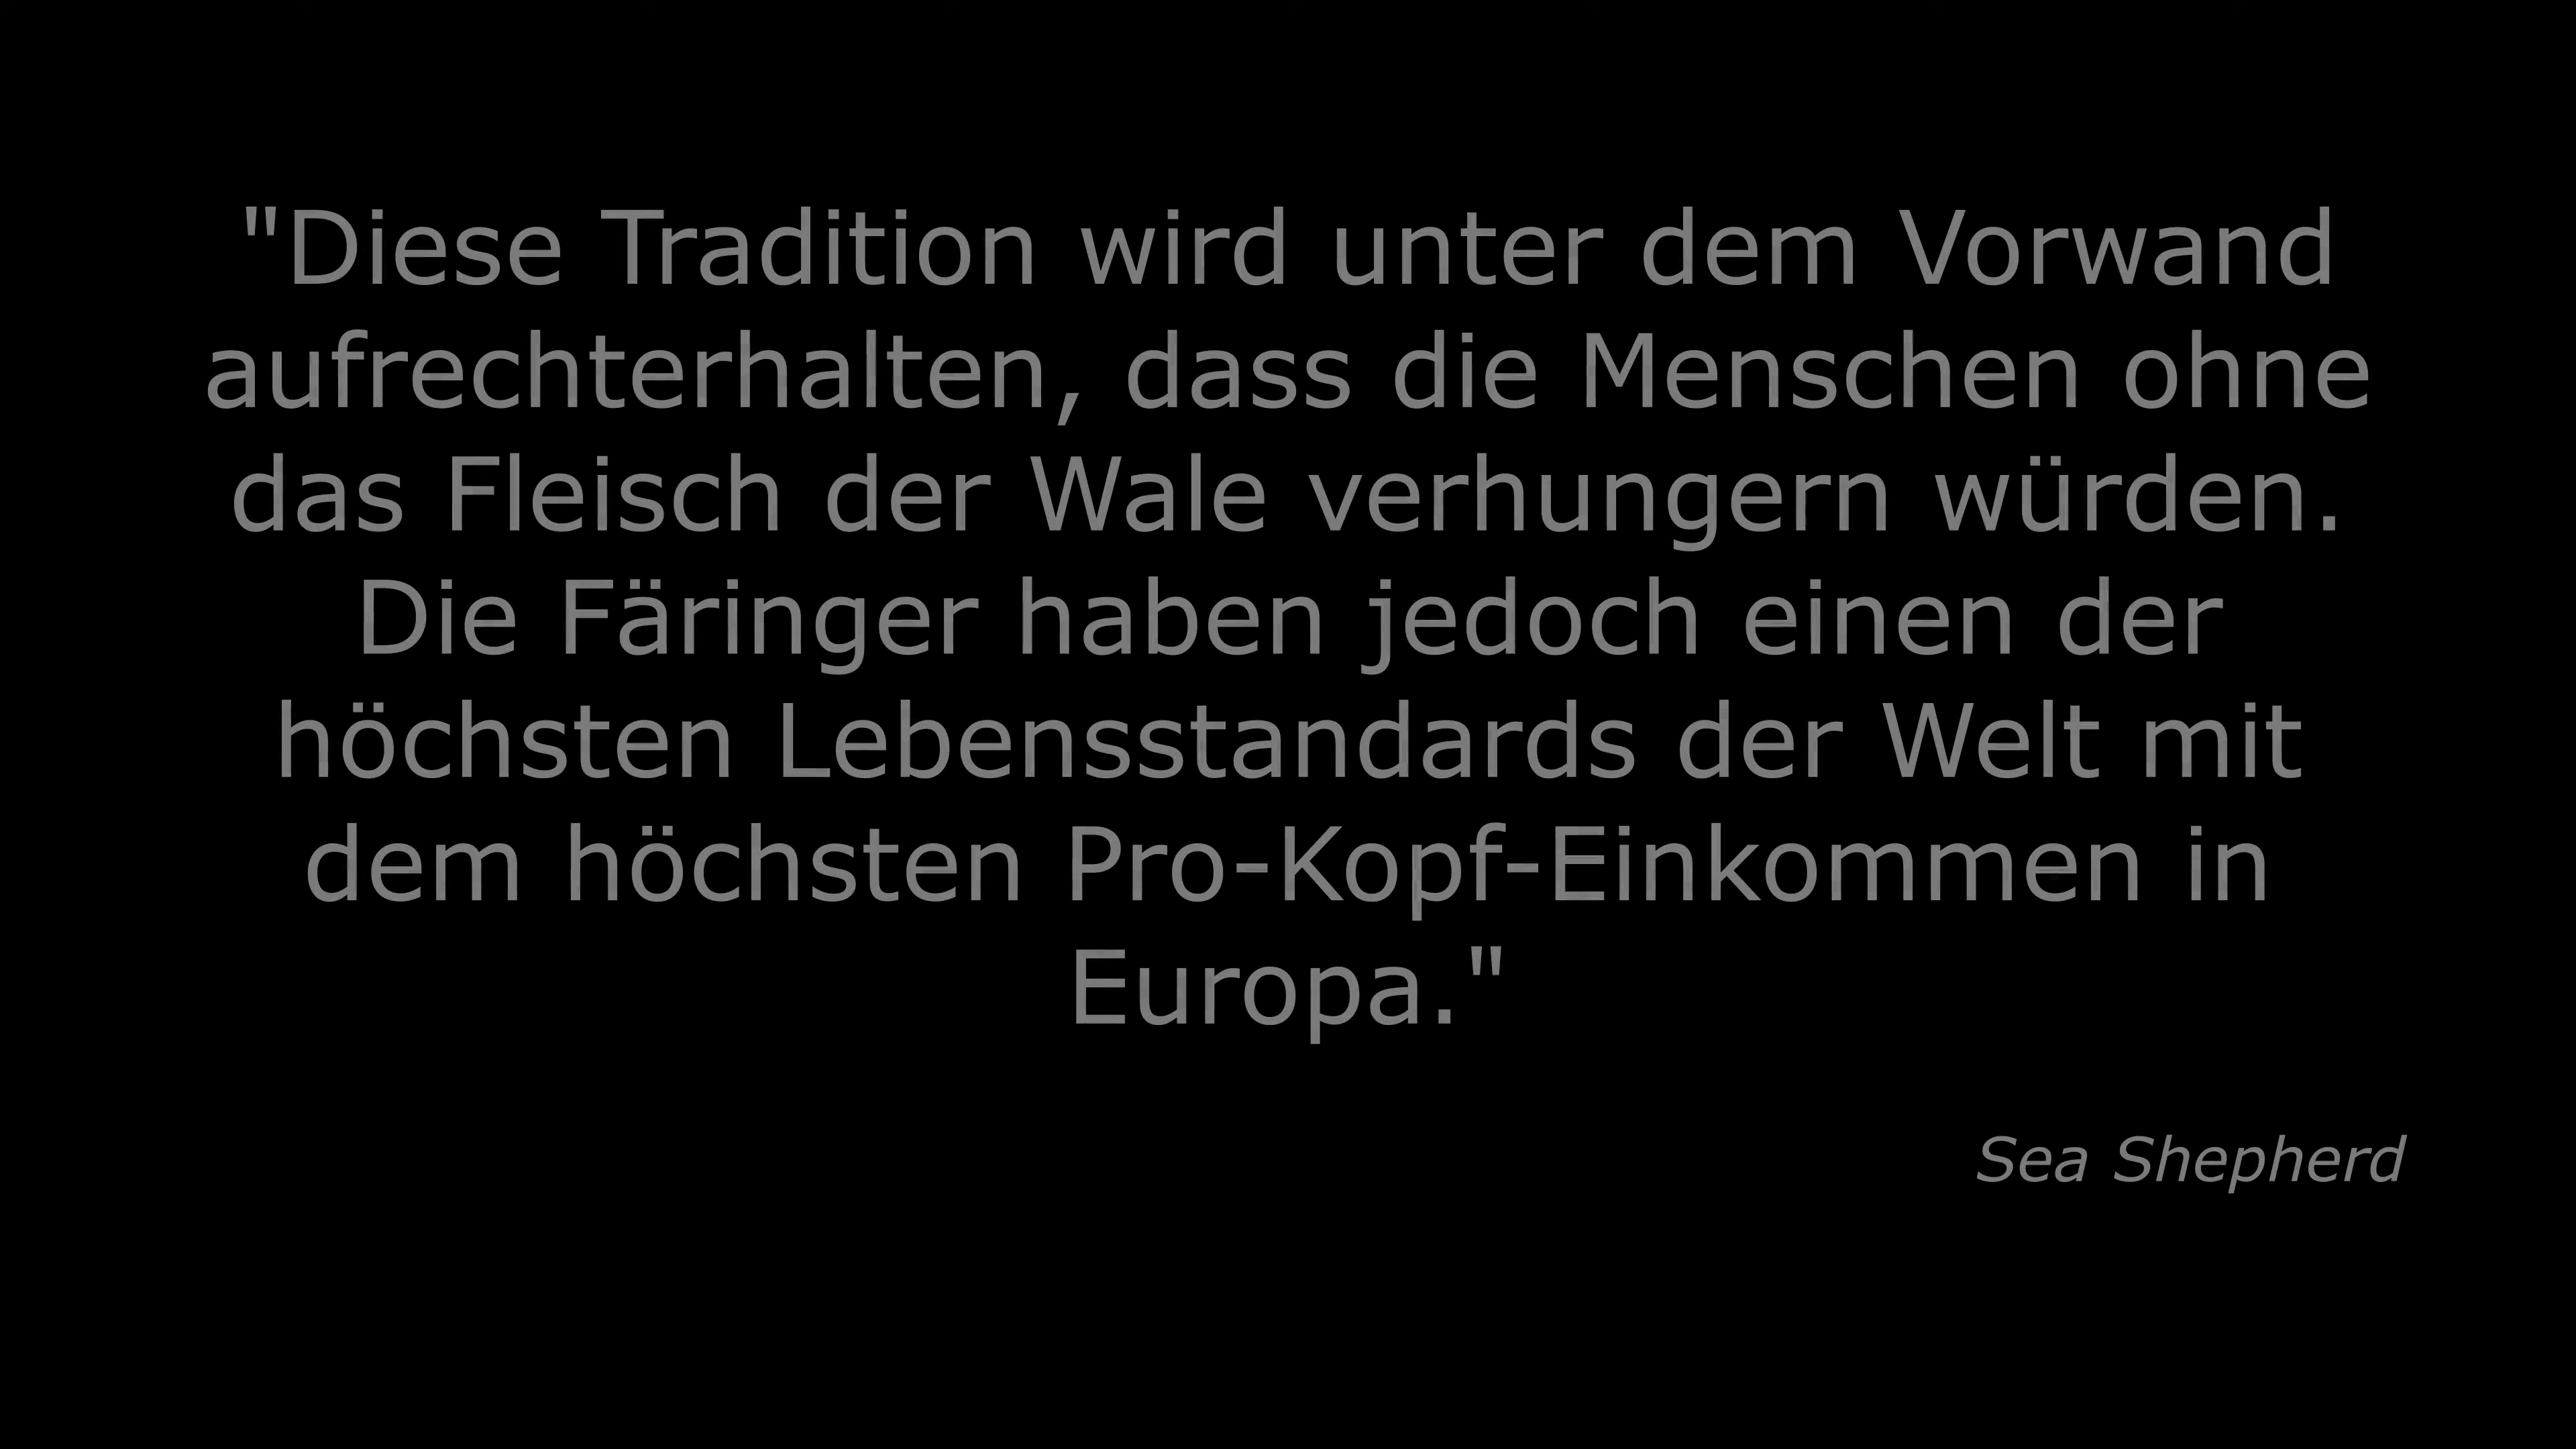 "Diese Tradition wird unter dem Vorwand
aufrechterhalten, dass die Menschen ohne
das Fleisch der Wale verhungern würden.
Die Färinger haben jedoch einen der
höchsten Lebensstandards der Welt mit
dem höchsten Pro-Kopf-Einkommen in
Europa."
Sea Shepherd